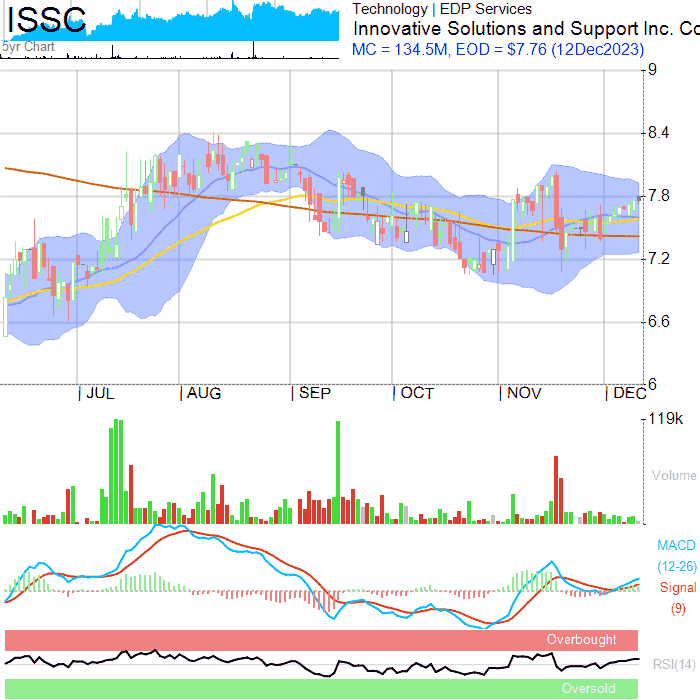 ISSC
5yr Chart
Technology | EDP Services
Innovative Solutions and Support Inc. Co
MC = 134.5M, EOD = $7.76 (12Dec2023)
9
8.4
7.8
7.2
6.6
6
| JUL | AUG | SEP | OCT | NOV | DEC
119k
Volume
MACD
(12-26)
Signal
(9)
Overbought
RSI(14)
Oversold